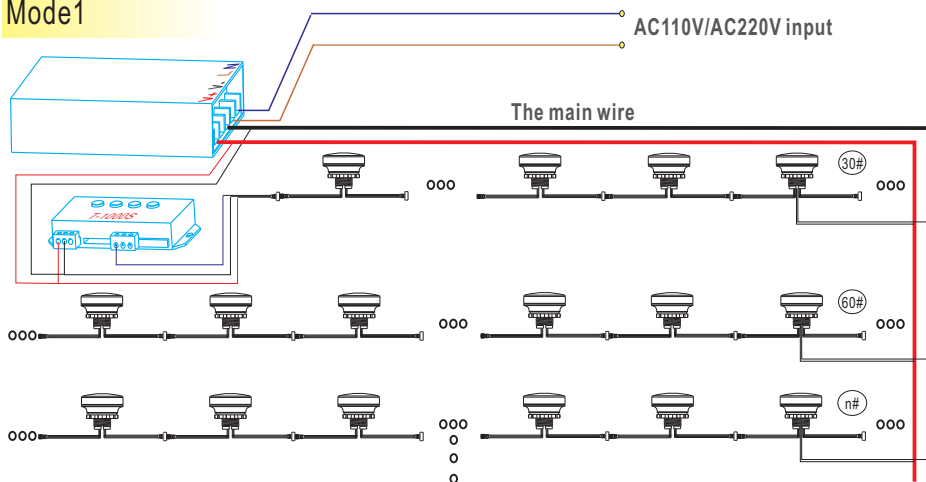 Mode1
AC110V/AC220V input
V+ V- L N
The main wire
30#
T-1000S
60#
n#